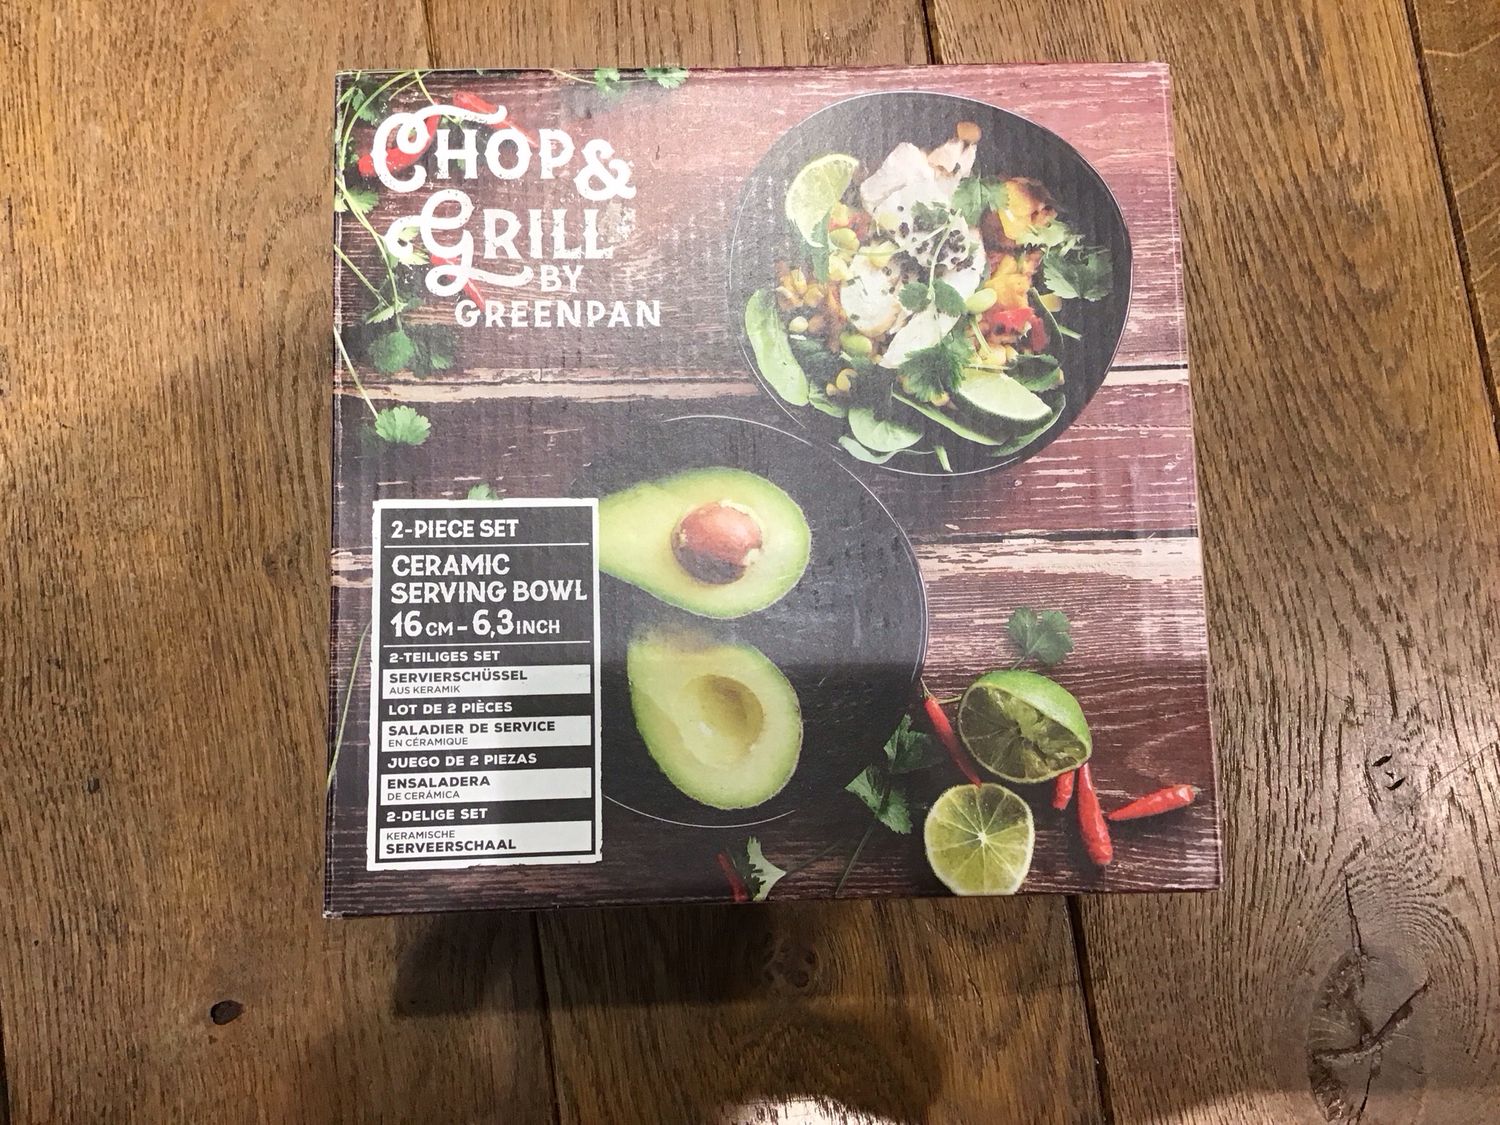 CHOP &
GRILL
BY
GREENPAN
2-PIECE SET
CERAMIC
SERVING BOWL
16 CM - 6,3 INCH
2-TEILIGES SET
SERVIERSCHÜSSEL
AUS KERAMIK
LOT DE 2 PIÈCES
SALADIER DE SERVICE
EN CÉRAMIQUE
JUEGO DE 2 PIEZAS
ENSALADERA
DE CERÁMICA
2-DELIGE SET
KERAMISCHE
SERVEERSCHAAL